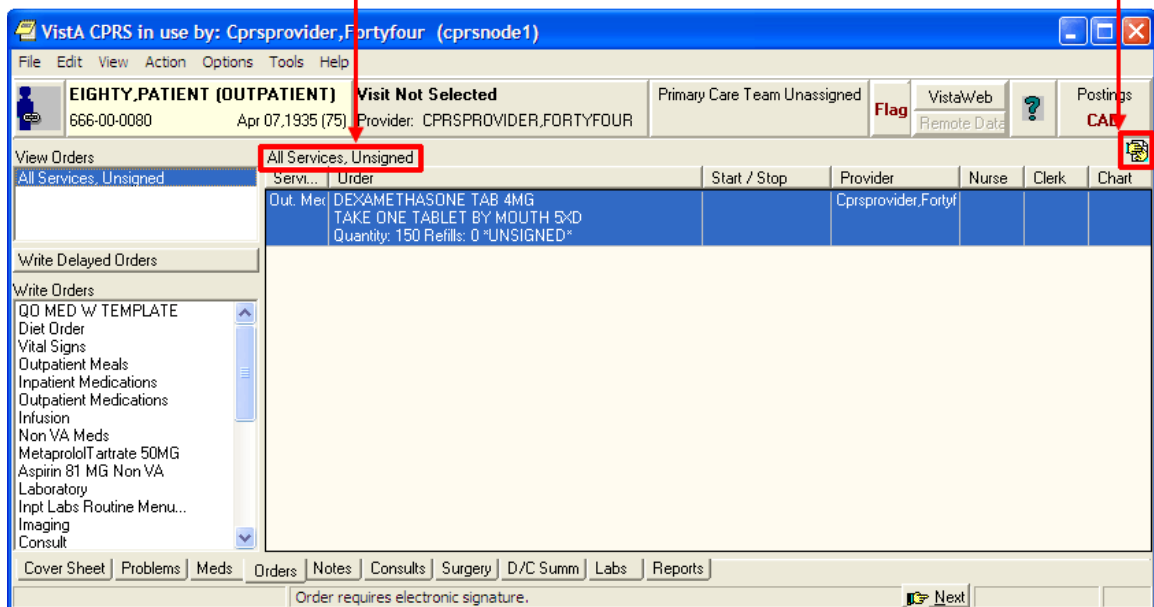 VistA CPRS in use by: Cprsprovider,Fortyfour (cprsnode1)
File Edit View Action Options Tools Help
EIGHTY,PATIENT (OUTPATIENT) Visit Not Selected Primary Care Team Unassigned Flag VistaWeb ? Postings
666-00-0080 Apr 07,1935 (75) Provider: CPRSPROVIDER,FORTYFOUR Remote Data CAD
View Orders All Services, Unsigned
All Services, Unsigned Servi... Order Start / Stop Provider Nurse Clerk Chart
Out. Mec DEXAMETHASONE TAB 4MG Cprsprovider,Fortyf
TAKE ONE TABLET BY MOUTH 5XD
Quantity: 150 Refills: 0 *UNSIGNED*
Write Delayed Orders
Write Orders
QO MED W TEMPLATE
Diet Order
Vital Signs
Outpatient Meals
Inpatient Medications
Outpatient Medications
Infusion
Non VA Meds
MetaprololTartrate 50MG
Aspirin 81 MG Non VA
Laboratory
Inpt Labs Routine Menu...
Imaging
Consult
Cover Sheet Problems Meds Orders Notes Consults Surgery D/C Summ Labs Reports
Order requires electronic signature. Next